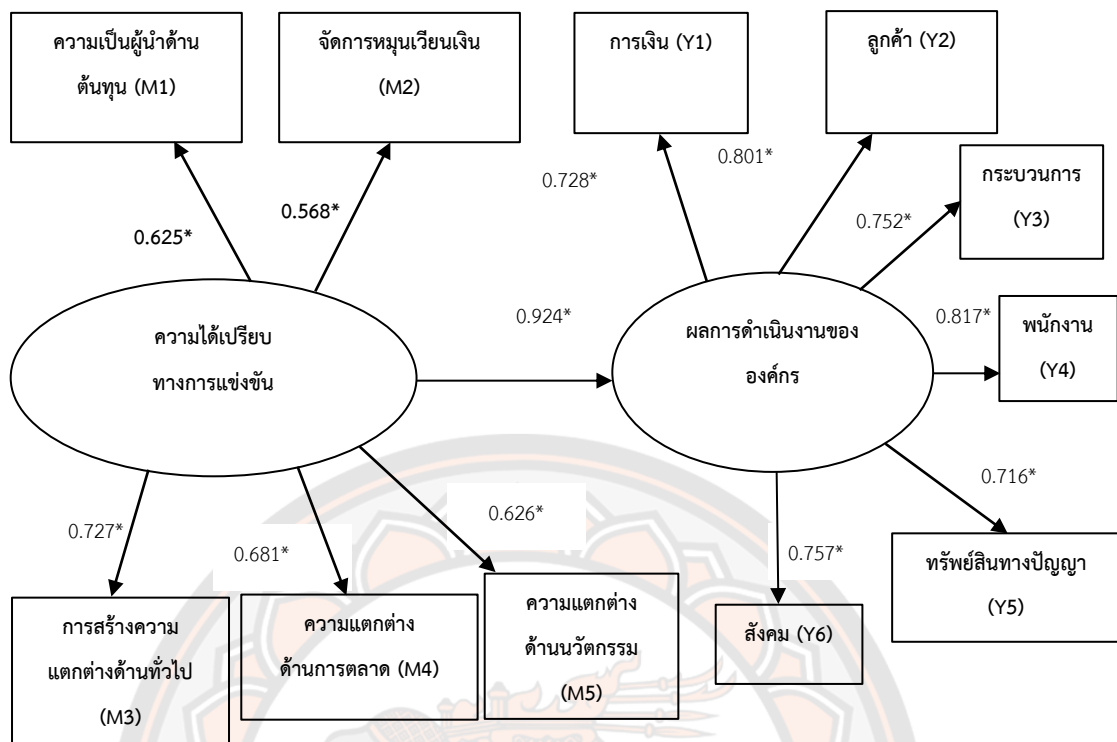 ความเป็นผู้นำด้าน
ต้นทุน (M1)
จัดการหมุนเวียนเงิน
(M2)
การเงิน (Y1)
ลูกค้า (Y2)
กระบวนการ
(Y3)
พนักงาน
(Y4)
0.625*
0.568*
0.728*
0.801*
0.752*
0.817*
ความได้เปรียบ
ทางการแข่งขัน
0.924*
ผลการดำเนินงานของ
องค์กร
0.727*
0.681*
0.626*
0.757*
0.716*
การสร้างความ
แตกต่างด้านทั่วไป
(M3)
ความแตกต่าง
ด้านการตลาด (M4)
ความแตกต่าง
ด้านนวัตกรรม
(M5)
สังคม (Y6)
ทรัพย์สินทางปัญญา
(Y5)